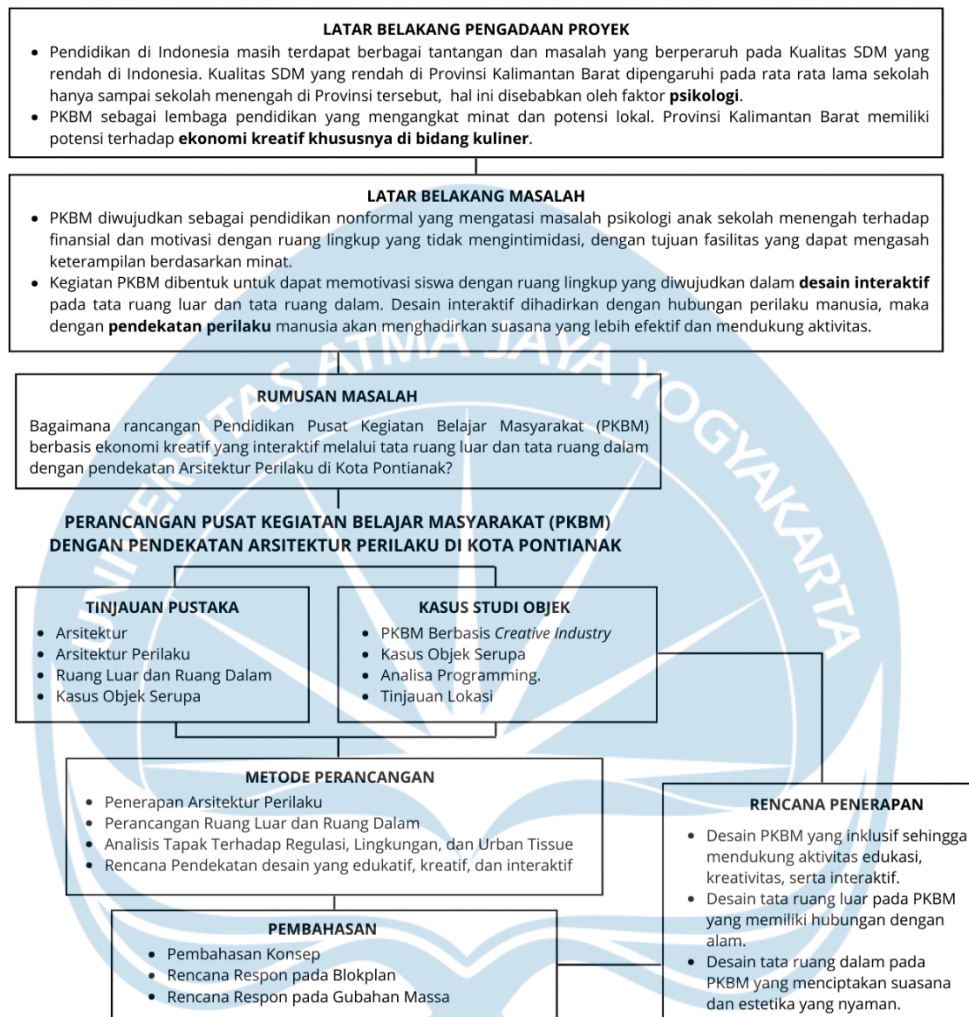 LATAR BELAKANG PENGADAAN PROYEK
• Pendidikan di Indonesia masih terdapat berbagai tantangan dan masalah yang berperaruh pada Kualitas SDM yang
rendah di Indonesia. Kualitas SDM yang rendah di Provinsi Kalimantan Barat dipengaruhi pada rata rata lama sekolah
hanya sampai sekolah menengah di Provinsi tersebut, hal ini disebabkan oleh faktor psikologi.
• PKBM sebagai lembaga pendidikan yang mengangkat minat dan potensi lokal. Provinsi Kalimantan Barat memiliki
potensi terhadap ekonomi kreatif khususnya di bidang kuliner.
LATAR BELAKANG MASALAH
• PKBM diwujudkan sebagai pendidikan nonformal yang mengatasi masalah psikologi anak sekolah menengah terhadap
finansial dan motivasi dengan ruang lingkup yang tidak mengintimidasi, dengan tujuan fasilitas yang dapat mengasah
keterampilan berdasarkan minat.
• Kegiatan PKBM dibentuk untuk dapat memotivasi siswa dengan ruang lingkup yang diwujudkan dalam desain interaktif
pada tata ruang luar dan tata ruang dalam. Desain interaktif dihadirkan dengan hubungan perilaku manusia, maka
dengan pendekatan perilaku manusia akan menghadirkan suasana yang lebih efektif dan mendukung aktivitas.
RUMUSAN MASALAH
Bagaimana rancangan Pendidikan Pusat Kegiatan Belajar Masyarakat (PKBM)
berbasis ekonomi kreatif yang interaktif melalui tata ruang luar dan tata ruang dalam
dengan pendekatan Arsitektur Perilaku di Kota Pontianak?
PERANCANGAN PUSAT KEGIATAN BELAJAR MASYARAKAT (PKBM)
DENGAN PENDEKATAN ARSITEKTUR PERILAKU DI KOTA PONTIANAK
TINJAUAN PUSTAKA
• Arsitektur
• Arsitektur Perilaku
• Ruang Luar dan Ruang Dalam
• Kasus Objek Serupa
KASUS STUDI OBJEK
• PKBM Berbasis Creative Industry
• Kasus Objek Serupa
• Analisa Programming.
• Tinjauan Lokasi
METODE PERANCANGAN
• Penerapan Arsitektur Perilaku
• Perancangan Ruang Luar dan Ruang Dalam
• Analisis Tapak Terhadap Regulasi, Lingkungan, dan Urban Tissue
• Rencana Pendekatan desain yang edukatif, kreatif, dan interaktif
RENCANA PENERAPAN
• Desain PKBM yang inklusif sehingga
mendukung aktivitas edukasi,
kreativitas, serta interaktif.
• Desain tata ruang luar pada PKBM
yang memiliki hubungan dengan
alam.
• Desain tata ruang dalam pada
PKBM yang menciptakan suasana
dan estetika yang nyaman.
PEMBAHASAN
• Pembahasan Konsep
• Rencana Respon pada Blokplan
• Rencana Respon pada Gubahan Massa
UNIVERSITAS ATMA JAYA YOGYAKARTA